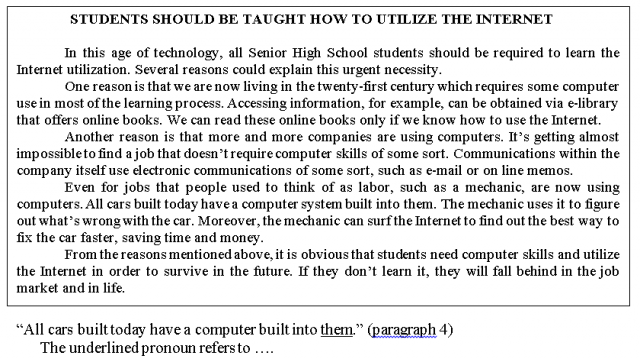 STUDENTS SHOULD BE TAUGHT HOW TO UTILIZE THE INTERNET
In this age of technology, all Senior High School students should be required to learn the
Internet utilization. Several reasons could explain this urgent necessity.
One reason is that we are now living in the twenty-first century which requires some computer
use in most of the learning process. Accessing information, for example, can be obtained via e-library
that offers online books. We can read these online books only if we know how to use the Internet.
Another reason is that more and more companies are using computers. It's getting almost
impossible to find a job that doesn't require computer skills of some sort. Communications within the
company itself use electronic communications of some sort, such as e-mail or on line memos.
Even for jobs that people used to think of as labor, such as a mechanic, are now using
computers. All cars built today have a computer system built into them. The mechanic uses it to figure
out what's wrong with the car. Moreover, the mechanic can surf the Internet to find out the best way to
fix the car faster, saving time and money.
From the reasons mentioned above, it is obvious that students need computer skills and utilize
the Internet in order to survive in the future. If they don't learn it, they will fall behind in the job
market and in life.
“All cars built today have a computer built into them.” (paragraph 4)
The underlined pronoun refers to ….